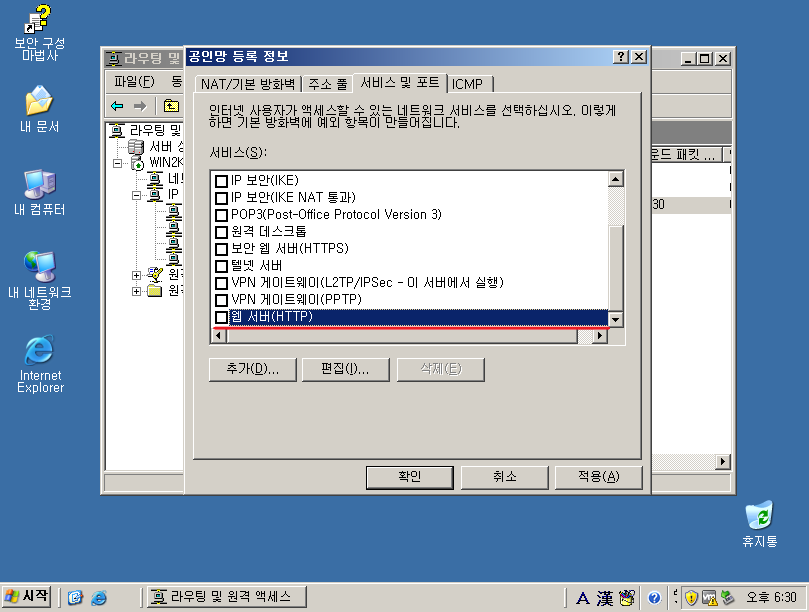 보안 구성
마법사
내 문서
내 컴퓨터
내 네트워크
환경
Internet
Explorer
휴지통
라우팅 및
파일(F)
라우팅 및
서버
WIN2K
IP
운드 패킷 ...
30
공인망 등록 정보
NAT/기본 방화벽
주소 풀
서비스 및 포트
ICMP
인터넷 사용자가 액세스할 수 있는 네트워크 서비스를 선택하십시오. 이렇게
하면 기본 방화벽에 예외 항목이 만들어집니다.
서비스(S):
IP 보안(IKE)
IP 보안(IKE NAT 통과)
POP3(Post-Office Protocol Version 3)
원격 데스크톱
보안 웹 서버(HTTPS)
텔넷 서버
VPN 게이트웨이(L2TP/IPSec - 이 서버에서 실행)
VPN 게이트웨이(PPTP)
웹 서버(HTTP)
추가(D)...
편집(I)...
삭제(E)
확인
취소
적용(A)
시작
라우팅 및 원격 액세스
A 漢
오후 6:30